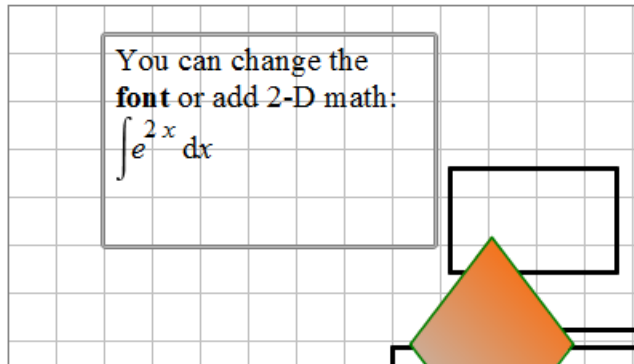 You can change the
font or add 2-D math:
∫e^{2x} dx